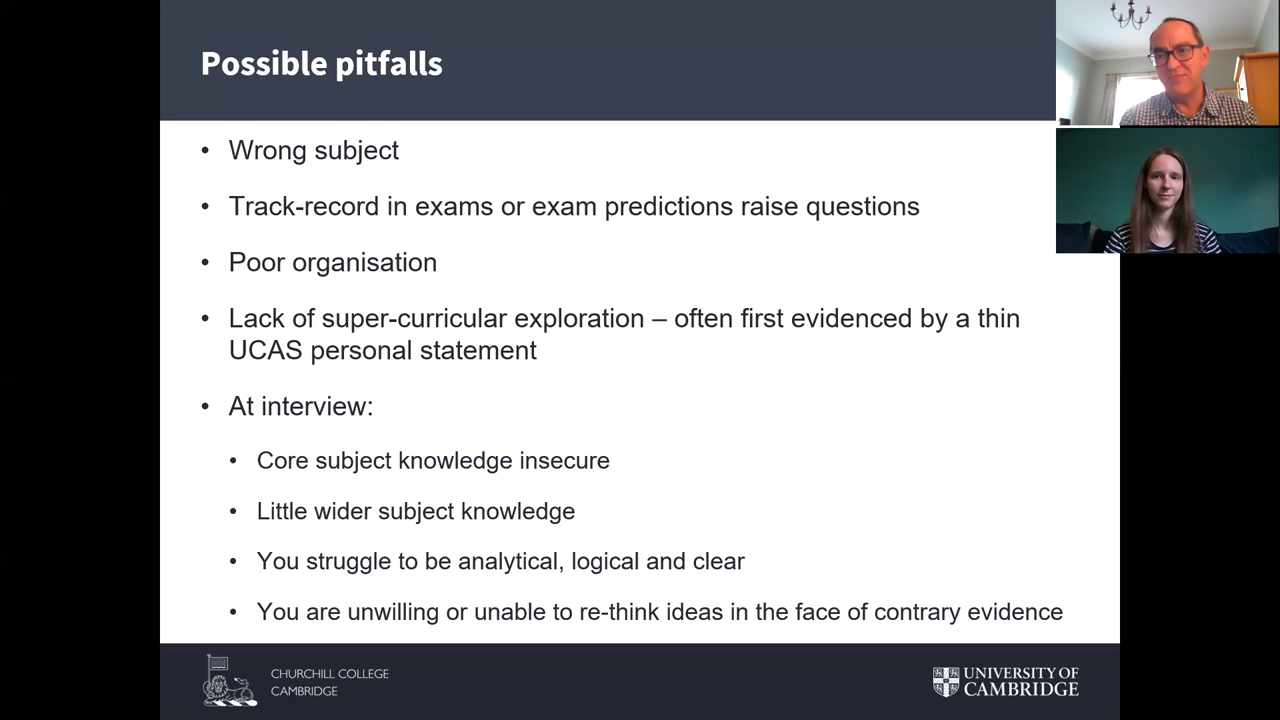 Possible pitfalls
• Wrong subject
• Track-record in exams or exam predictions raise questions
• Poor organisation
• Lack of super-curricular exploration – often first evidenced by a thin
UCAS personal statement
• At interview:
• Core subject knowledge insecure
• Little wider subject knowledge
• You struggle to be analytical, logical and clear
• You are unwilling or unable to re-think ideas in the face of contrary evidence
CHURCHILL COLLEGE
CAMBRIDGE
UNIVERSITY OF
CAMBRIDGE